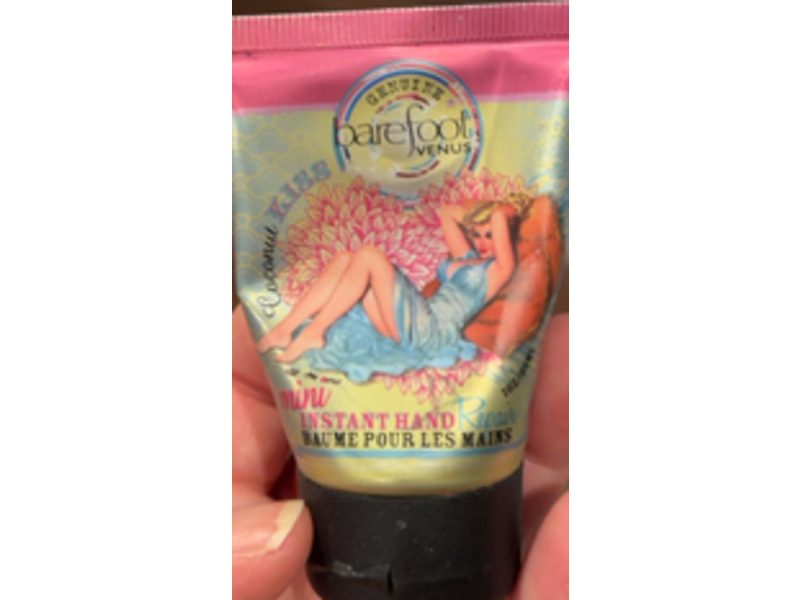 GENUINE
barefoot
VENUS
Coconut KISS
mini
INSTANT HAND Repair
BAUME POUR LES MAINS